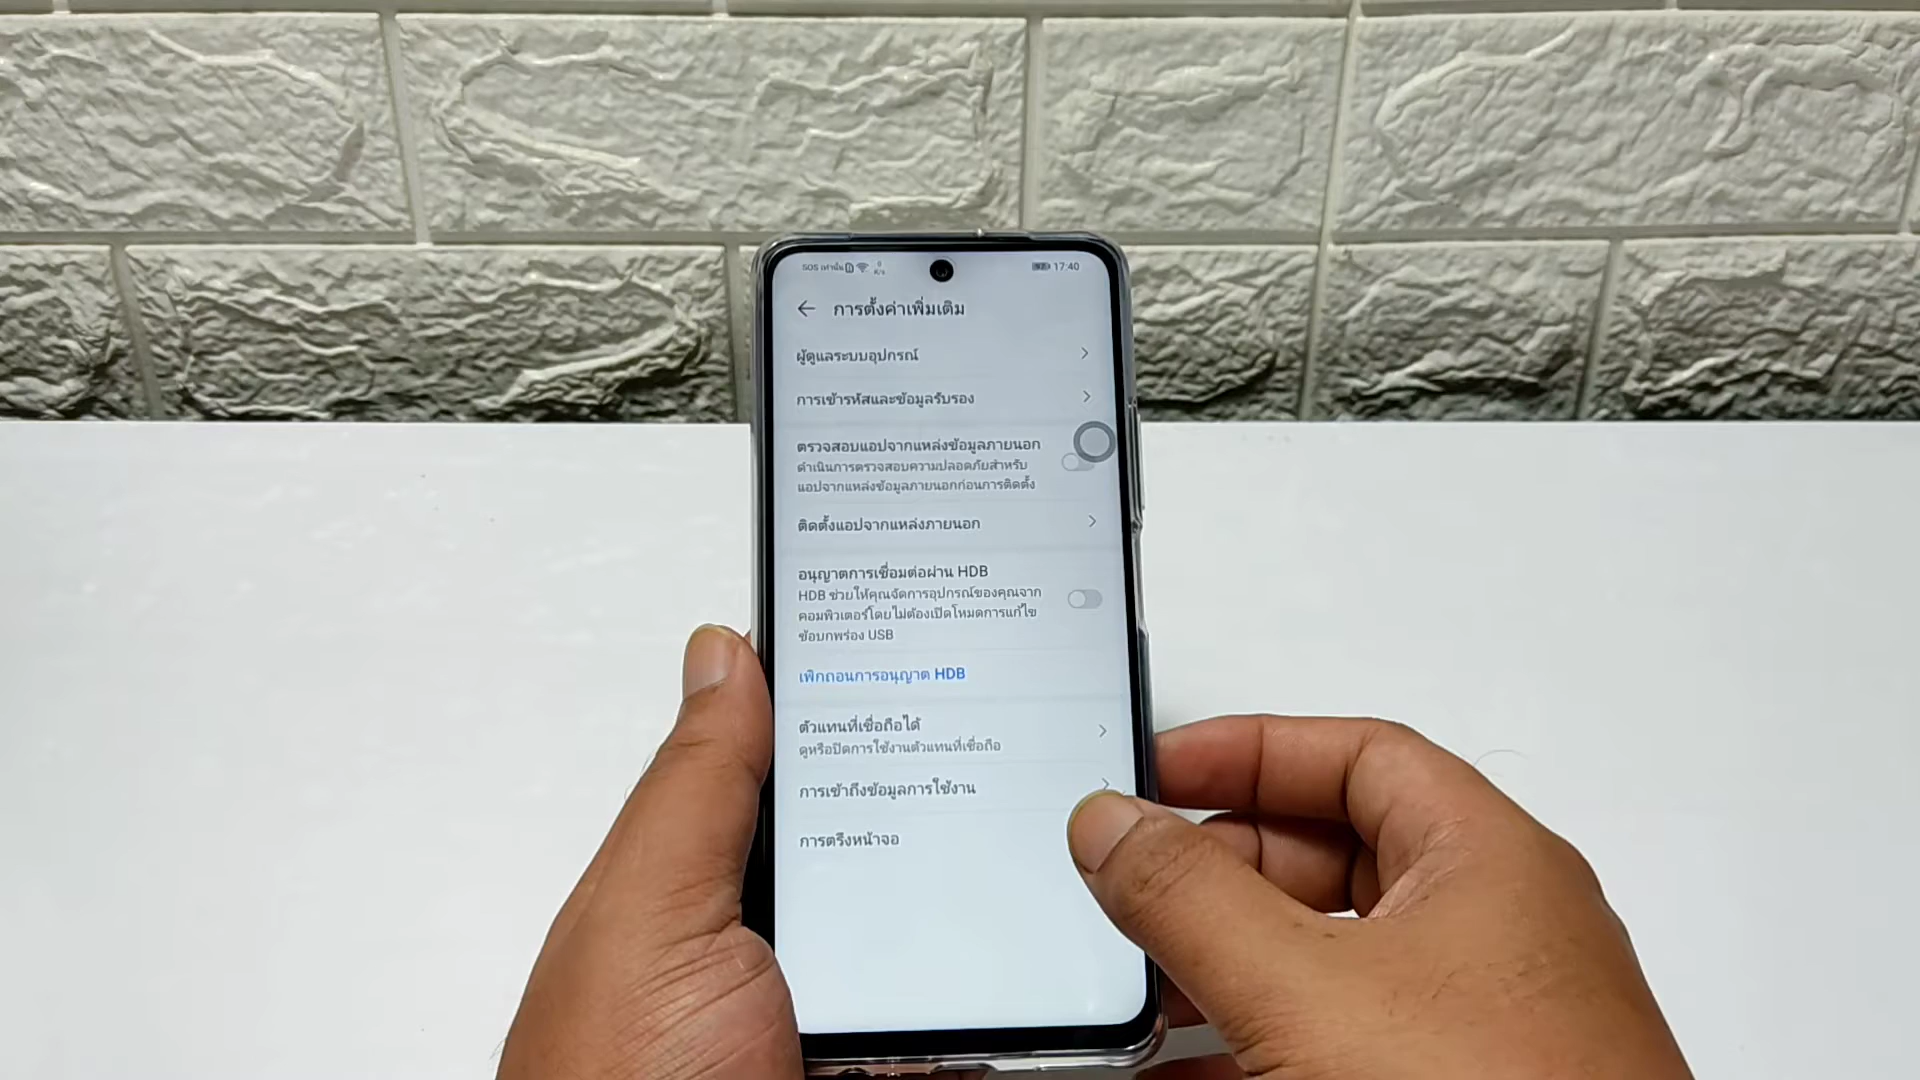 SOS เท่านั้น 0 K/s 17:40
การตั้งค่าเพิ่มเติม
ผู้ดูแลระบบอุปกรณ์
การเข้ารหัสและข้อมูลรับรอง
ตรวจสอบแอปจากแหล่งข้อมูลภายนอก
ดำเนินการตรวจสอบความปลอดภัยสำหรับ
แอปจากแหล่งข้อมูลภายนอกก่อนการติดตั้ง
ติดตั้งแอปจากแหล่งภายนอก
อนุญาตการเชื่อมต่อผ่าน HDB
HDB ช่วยให้คุณจัดการอุปกรณ์ของคุณจาก
คอมพิวเตอร์โดยไม่ต้องเปิดโหมดการแก้ไข
ข้อบกพร่อง USB
เพิกถอนการอนุญาต HDB
ตัวแทนที่เชื่อถือได้
ดูหรือปิดการใช้งานตัวแทนที่เชื่อถือ
การเข้าถึงข้อมูลการใช้งาน
การตรึงหน้าจอ